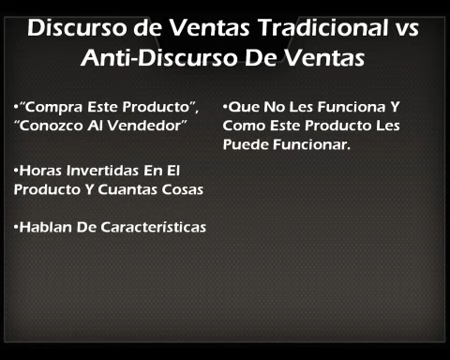 Discurso de Ventas Tradicional vs
Anti-Discurso De Ventas
•“Compra Este Producto”,
“Conozco Al Vendedor”
•Horas Invertidas En El
Producto Y Cuantas Cosas
•Hablan De Características
•Que No Les Funciona Y
Como Este Producto Les
Puede Funcionar.